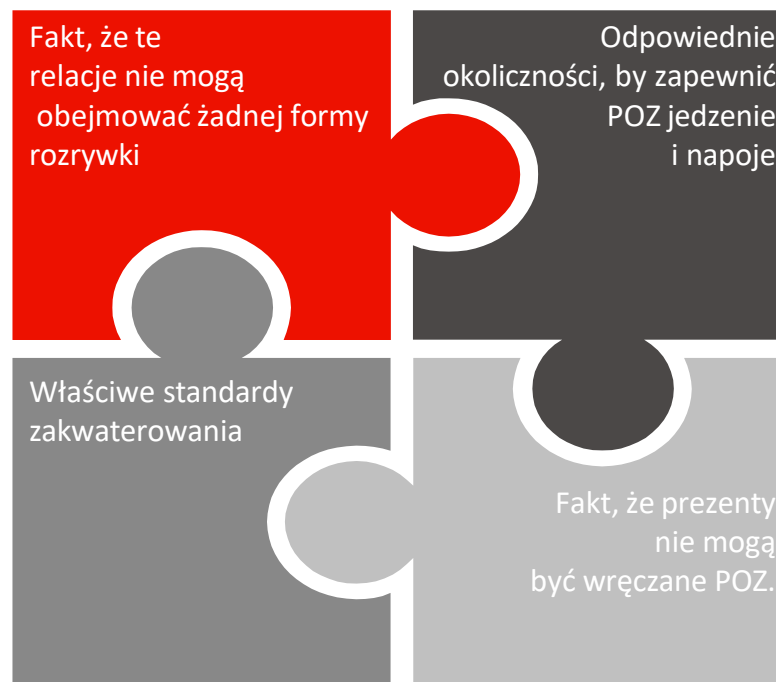 Fakt, że te
relacje nie mogą
obejmować żadnej formy
rozrywki
Odpowiednie
okoliczności, by zapewnić
POZ jedzenie
i napoje
Właściwe standardy
zakwaterowania
Fakt, że prezenty
nie mogą
być wręczane POZ.